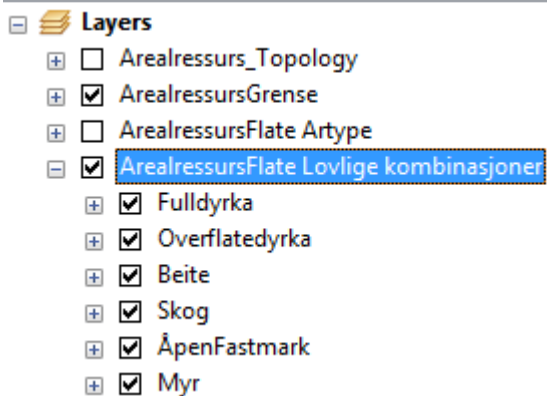 Layers
Arealressurs_Topology
ArealressursGrense
ArealressursFlate Artype
ArealressursFlate Lovlige kombinasjoner
Fulldyrka
Overflatedyrka
Beite
Skog
ÅpenFastmark
Myr